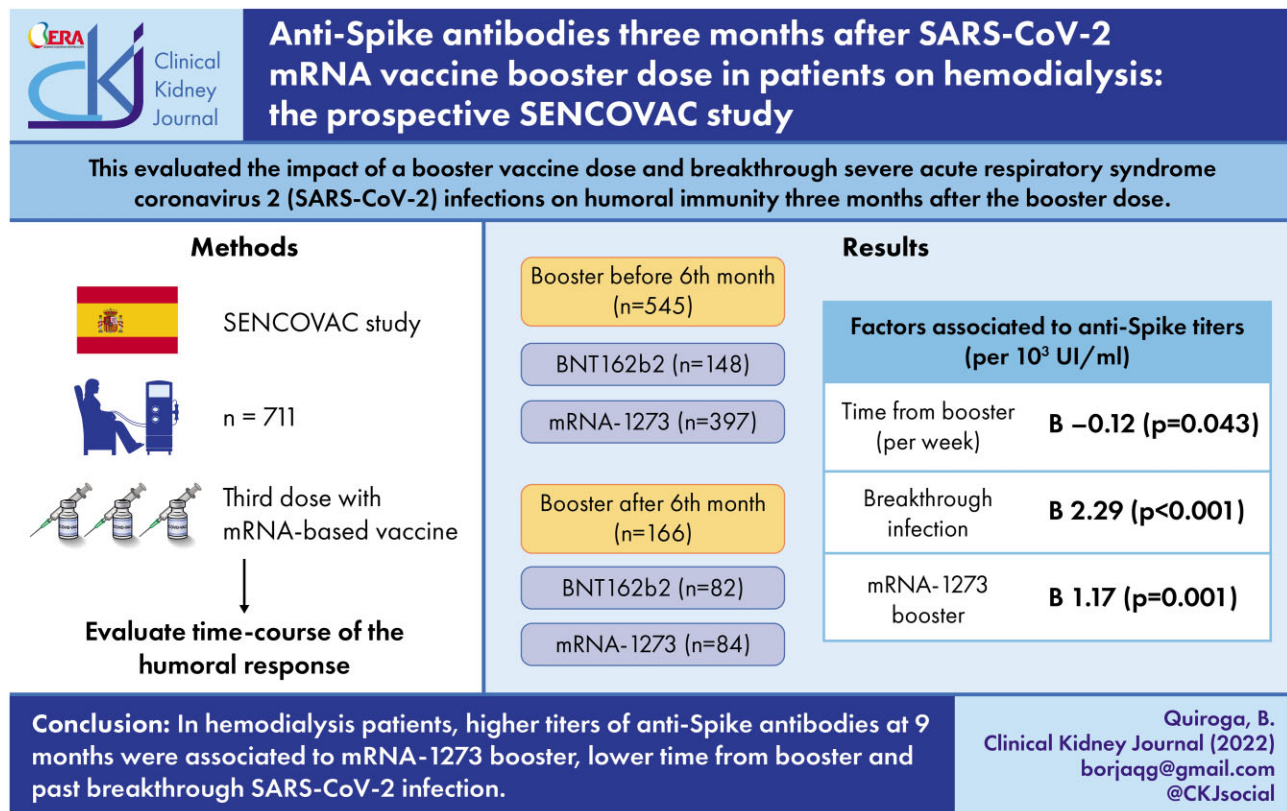 ERA
CKJ
Clinical
Kidney
Journal
Anti-Spike antibodies three months after SARS-CoV-2
mRNA vaccine booster dose in patients on hemodialysis:
the prospective SENCOVAC study
This evaluated the impact of a booster vaccine dose and breakthrough severe acute respiratory syndrome
coronavirus 2 (SARS-CoV-2) infections on humoral immunity three months after the booster dose.
Methods
SENCOVAC study
n = 711
Third dose with
mRNA-based vaccine
Evaluate time-course of the
humoral response
Results
Booster before 6th month
(n=545)
BNT162b2 (n=148)
mRNA-1273 (n=397)
Booster after 6th month
(n=166)
BNT162b2 (n=82)
mRNA-1273 (n=84)
Factors associated to anti-Spike titers
(per 10³ UI/ml)
Time from booster
(per week)
B –0.12 (p=0.043)
Breakthrough
infection
B 2.29 (p<0.001)
mRNA-1273
booster
B 1.17 (p=0.001)
Conclusion: In hemodialysis patients, higher titers of anti-Spike antibodies at 9
months were associated to mRNA-1273 booster, lower time from booster and
past breakthrough SARS-CoV-2 infection.
Quiroga, B.
Clinical Kidney Journal (2022)
borjaqg@gmail.com
@CKJsocial